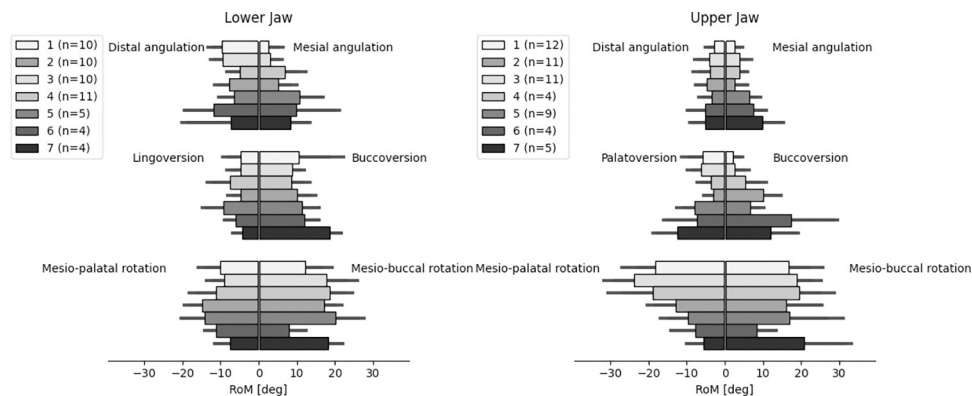 Lower Jaw
1 (n=10)
2 (n=10)
3 (n=10)
4 (n=11)
5 (n=5)
6 (n=4)
7 (n=4)
Distal angulation
Mesial angulation
Lingoversion
Buccoversion
Mesio-palatal rotation
Mesio-buccal rotation
−30 −20 −10 0 10 20 30
RoM [deg]
Upper Jaw
1 (n=12)
2 (n=11)
3 (n=11)
4 (n=4)
5 (n=9)
6 (n=4)
7 (n=5)
Distal angulation
Mesial angulation
Palatoversion
Buccoversion
Mesio-palatal rotation
Mesio-buccal rotation
−30 −20 −10 0 10 20 30
RoM [deg]